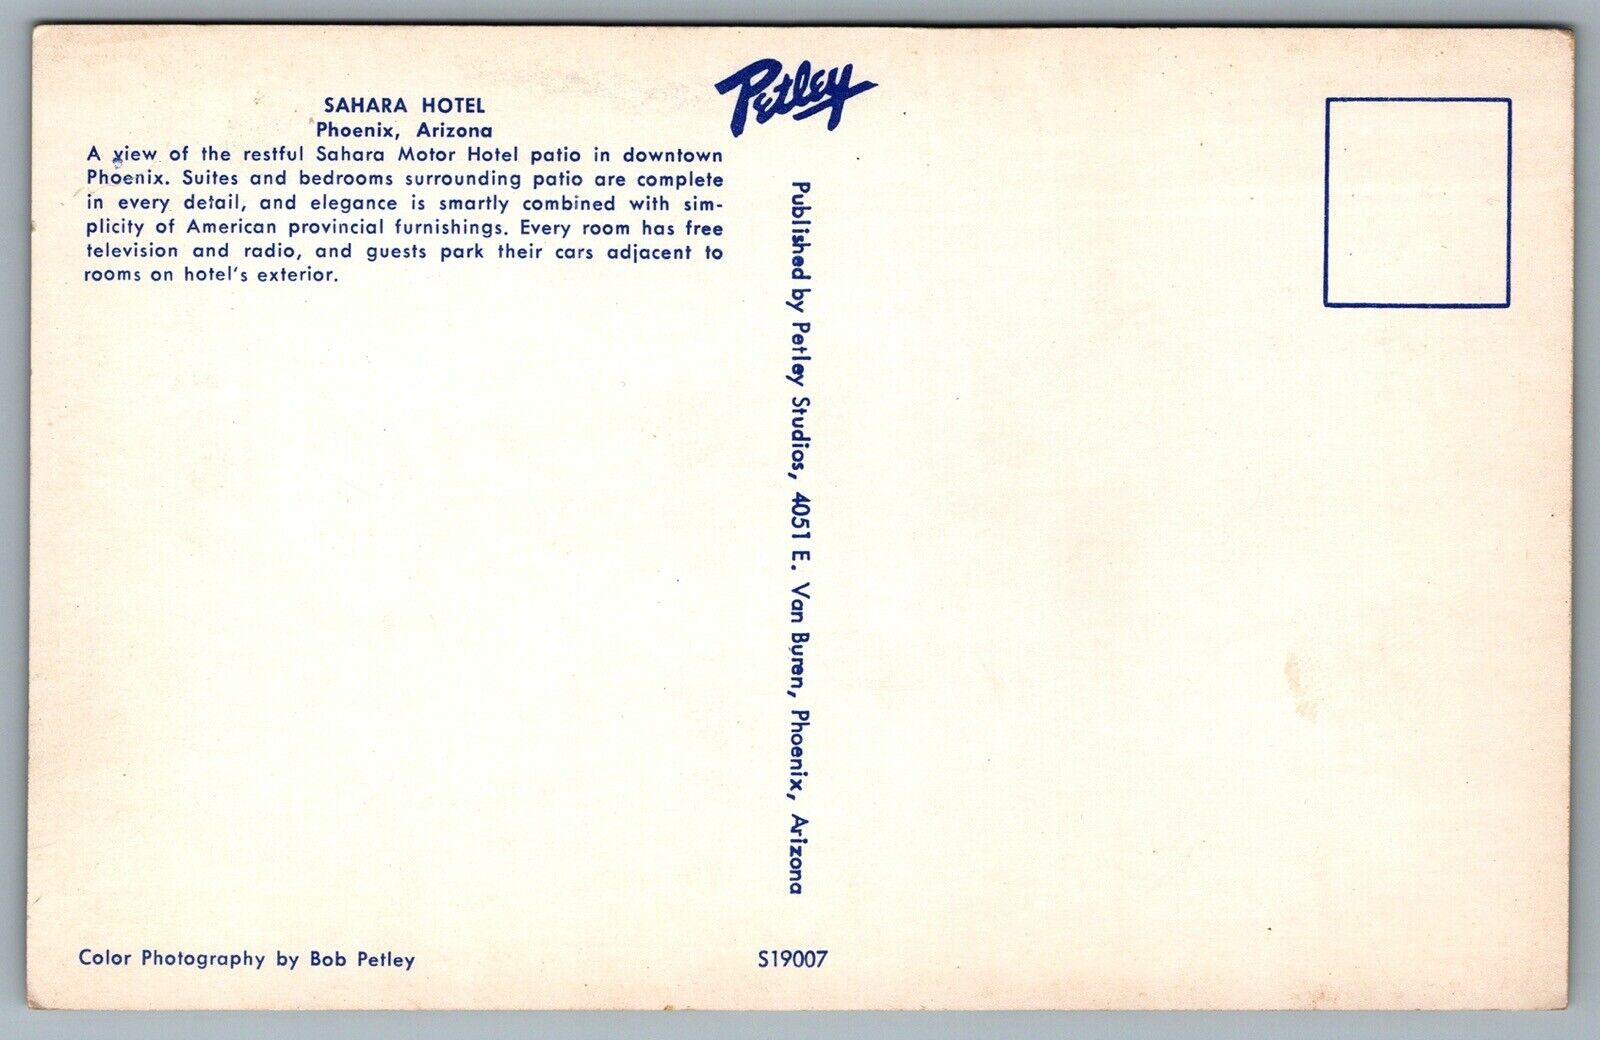 Petley
SAHARA HOTEL
Phoenix, Arizona
A view of the restful Sahara Motor Hotel patio in downtown
Phoenix. Suites and bedrooms surrounding patio are complete
in every detail, and elegance is smartly combined with sim-
plicity of American provincial furnishings. Every room has free
television and radio, and guests park their cars adjacent to
rooms on hotel's exterior.
Published by Petley Studios, 4051 E. Van Buren, Phoenix, Arizona
Color Photography by Bob Petley
S19007